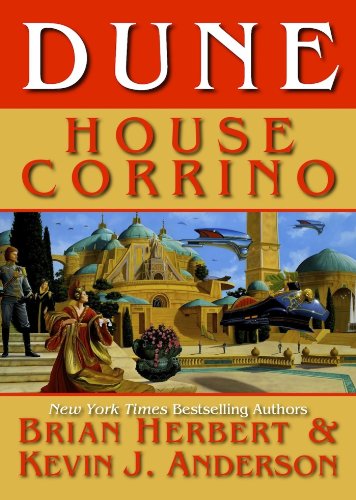 DUNE
HOUSE
CORRINO
New York Times Bestselling Authors
BRIAN HERBERT &
KEVIN J. ANDERSON